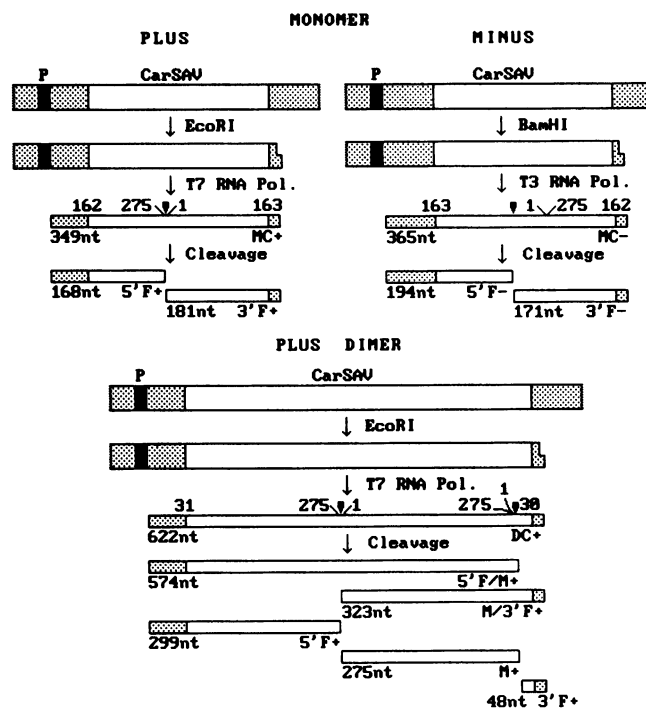 MONOMER
PLUS
P CarSAV
EcoRI
T7 RNA Pol.
162 275 1 163
349nt MC+
Cleavage
168nt 5'F+
181nt 3'F+
MINUS
P CarSAV
BamHI
T3 RNA Pol.
163 1 275 162
365nt MC-
Cleavage
194nt 5'F-
171nt 3'F-
PLUS DIMER
P CarSAV
EcoRI
T7 RNA Pol.
31 275 1 275 1 30
622nt DC+
Cleavage
574nt 5'F/M+
323nt M/3'F+
299nt 5'F+
275nt M+
48nt 3'F+